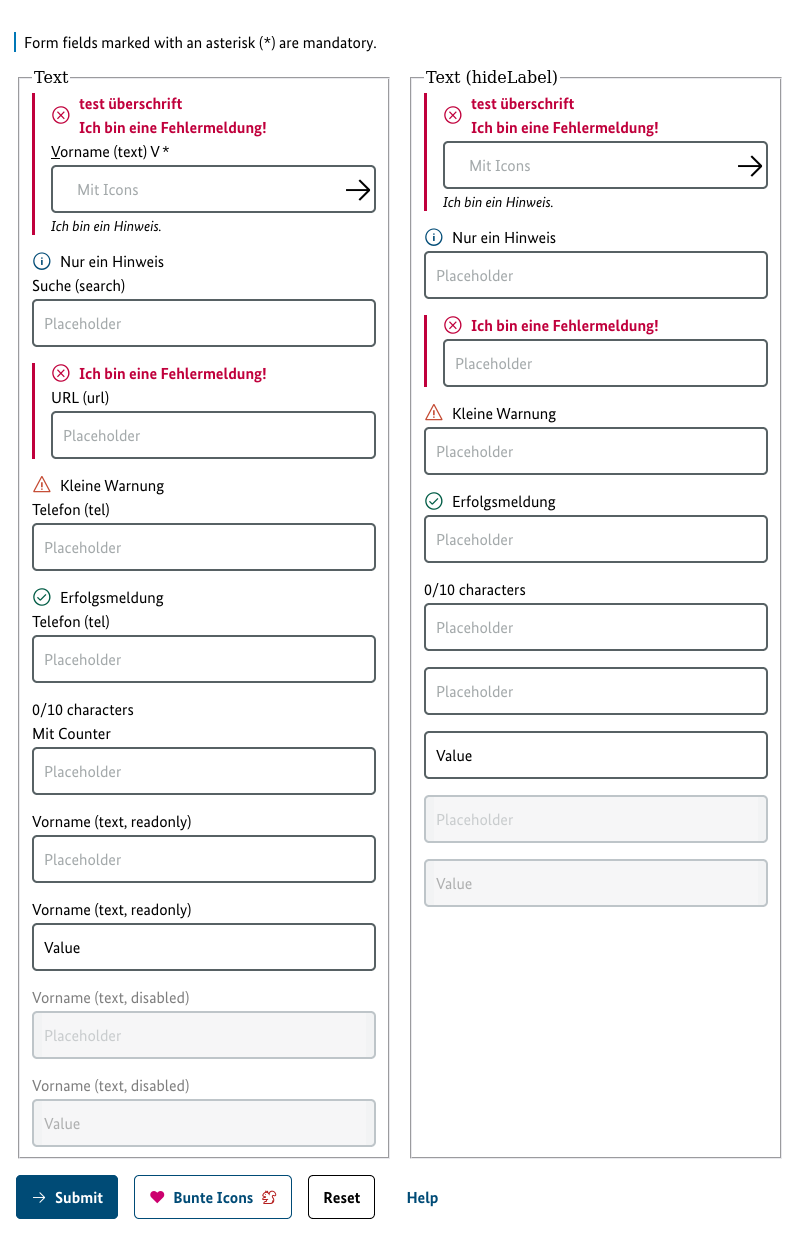 Form fields marked with an asterisk (*) are mandatory.
Text
test überschrift
Ich bin eine Fehlermeldung!
Vorname (text) V *
Mit Icons
Ich bin ein Hinweis.
Nur ein Hinweis
Suche (search)
Placeholder
Ich bin eine Fehlermeldung!
URL (url)
Placeholder
Kleine Warnung
Telefon (tel)
Placeholder
Erfolgsmeldung
Telefon (tel)
Placeholder
0/10 characters
Mit Counter
Placeholder
Vorname (text, readonly)
Placeholder
Vorname (text, readonly)
Value
Vorname (text, disabled)
Placeholder
Vorname (text, disabled)
Value
Text (hideLabel)
test überschrift
Ich bin eine Fehlermeldung!
Mit Icons
Ich bin ein Hinweis.
Nur ein Hinweis
Placeholder
Ich bin eine Fehlermeldung!
Placeholder
Kleine Warnung
Placeholder
Erfolgsmeldung
Placeholder
0/10 characters
Placeholder
Placeholder
Value
Placeholder
Value
Submit
Bunte Icons
Reset
Help